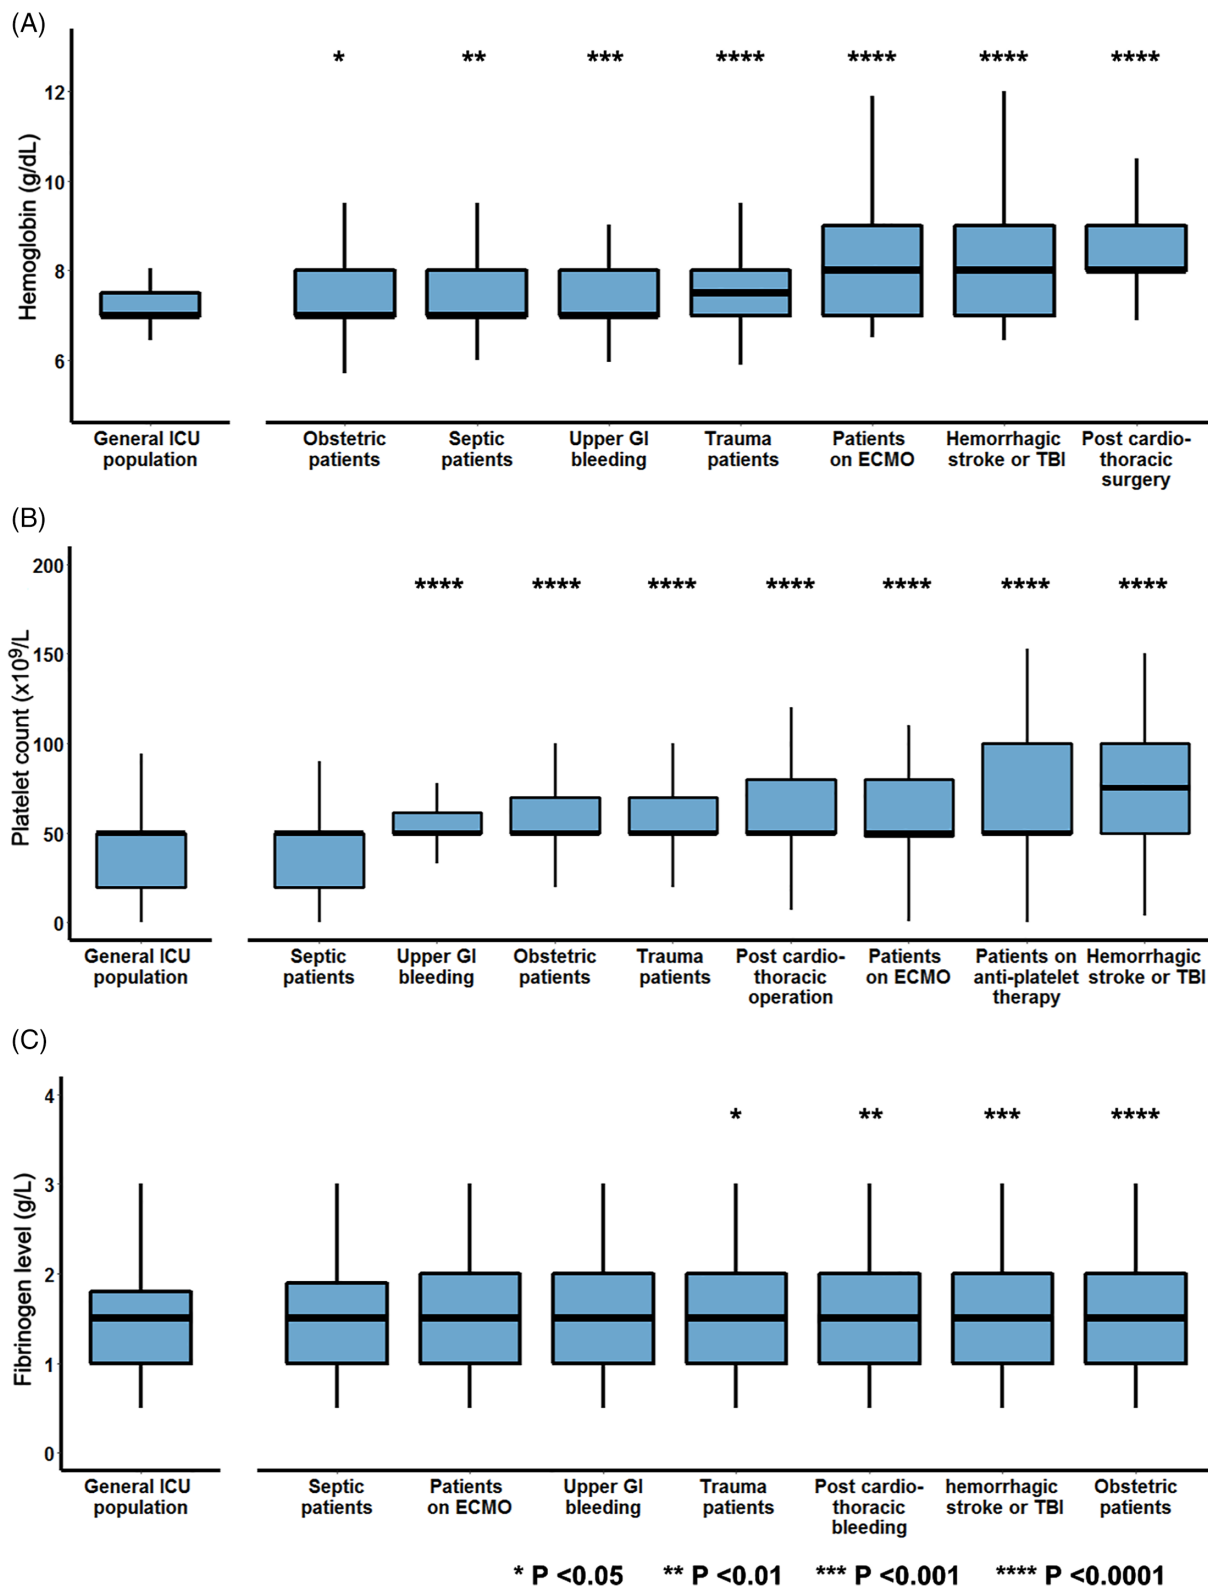 (A)
Hemoglobin (g/dL)
12
10
8
6
* ** *** **** **** **** ****
General ICU population
Obstetric patients
Septic patients
Upper GI bleeding
Trauma patients
Patients on ECMO
Hemorrhagic stroke or TBI
Post cardio-thoracic surgery
(B)
Platelet count (x10⁹/L
200
150
100
50
0
**** **** **** **** **** **** ****
General ICU population
Septic patients
Upper GI bleeding
Obstetric patients
Trauma patients
Post cardio-thoracic operation
Patients on ECMO
Patients on anti-platelet therapy
Hemorrhagic stroke or TBI
(C)
Fibrinogen level (g/L)
4
3
2
1
0
* ** *** ****
General ICU population
Septic patients
Patients on ECMO
Upper GI bleeding
Trauma patients
Post cardio-thoracic bleeding
hemorrhagic stroke or TBI
Obstetric patients
* P <0.05 ** P <0.01 *** P <0.001 **** P <0.0001